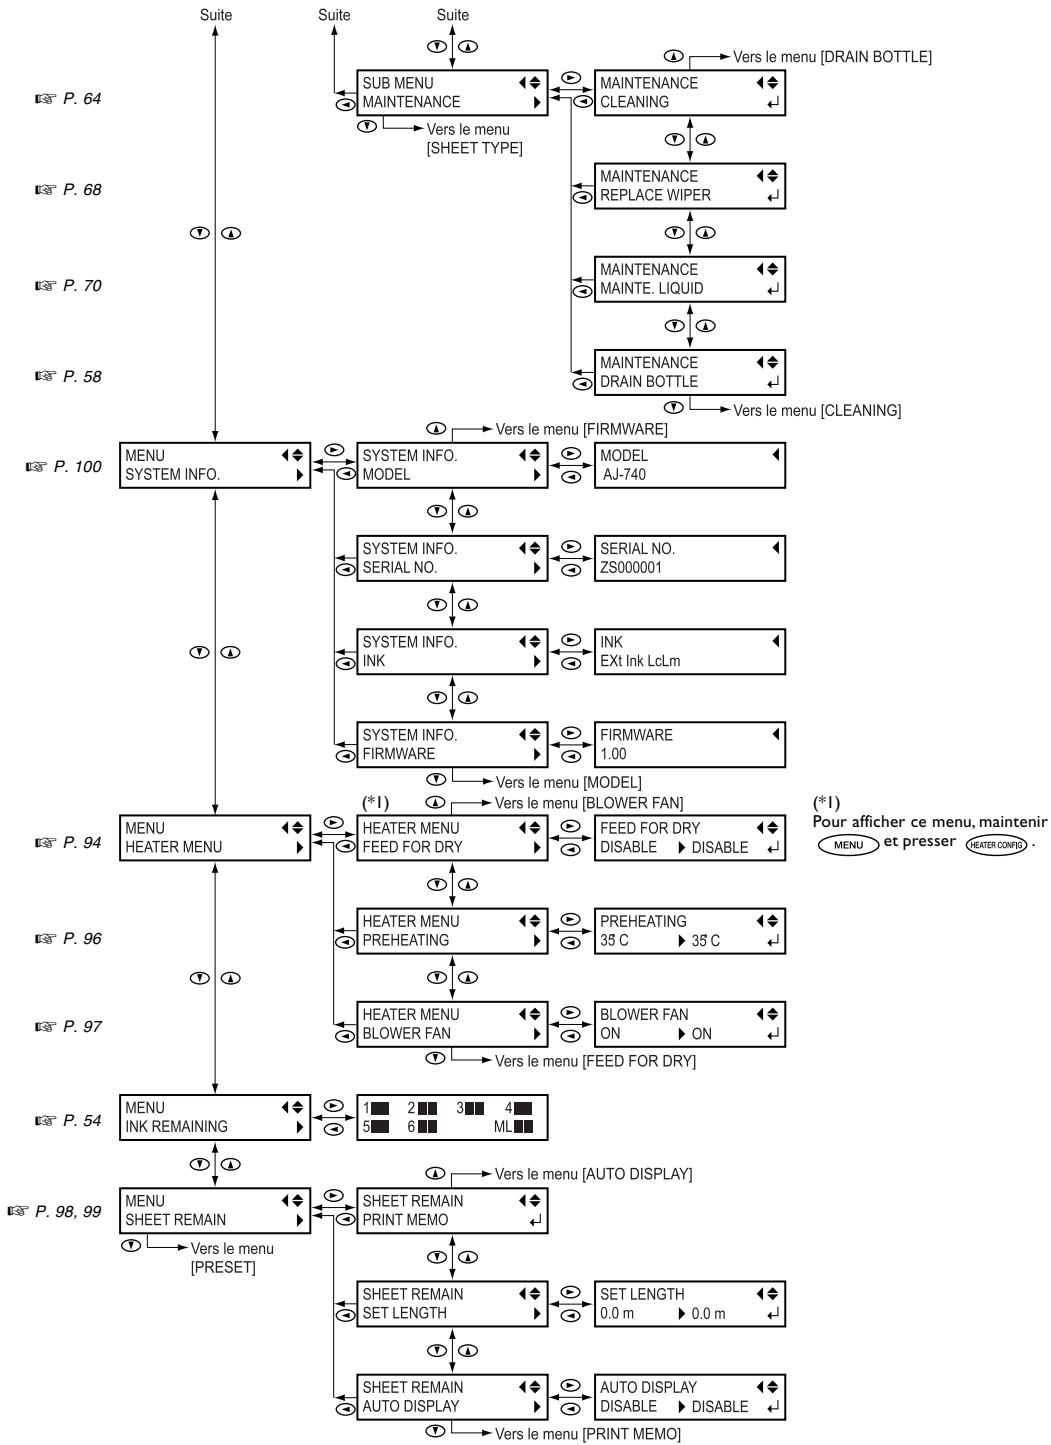 Suite Suite Suite
Vers le menu [DRAIN BOTTLE]
☞ P. 64
SUB MENU
MAINTENANCE
MAINTENANCE
CLEANING
Vers le menu
[SHEET TYPE]
☞ P. 68
MAINTENANCE
REPLACE WIPER
☞ P. 70
MAINTENANCE
MAINTE. LIQUID
☞ P. 58
MAINTENANCE
DRAIN BOTTLE
Vers le menu [CLEANING]
Vers le menu [FIRMWARE]
☞ P. 100
MENU
SYSTEM INFO.
SYSTEM INFO.
MODEL
MODEL
AJ-740
SYSTEM INFO.
SERIAL NO.
SERIAL NO.
ZS000001
SYSTEM INFO.
INK
INK
EXt Ink LcLm
SYSTEM INFO.
FIRMWARE
FIRMWARE
1.00
Vers le menu [MODEL]
(*1)
Vers le menu [BLOWER FAN]
☞ P. 94
MENU
HEATER MENU
HEATER MENU
FEED FOR DRY
FEED FOR DRY
DISABLE DISABLE
(*1)
Pour afficher ce menu, maintenir
MENU et presser HEATER CONFIG .
☞ P. 96
HEATER MENU
PREHEATING
PREHEATING
35°C 35°C
☞ P. 97
HEATER MENU
BLOWER FAN
BLOWER FAN
ON ON
Vers le menu [FEED FOR DRY]
☞ P. 54
MENU
INK REMAINING
1 2 3 4
5 6 ML
Vers le menu [AUTO DISPLAY]
☞ P. 98, 99
MENU
SHEET REMAIN
SHEET REMAIN
PRINT MEMO
Vers le menu
[PRESET]
SHEET REMAIN
SET LENGTH
SET LENGTH
0.0 m 0.0 m
SHEET REMAIN
AUTO DISPLAY
AUTO DISPLAY
DISABLE DISABLE
Vers le menu [PRINT MEMO]